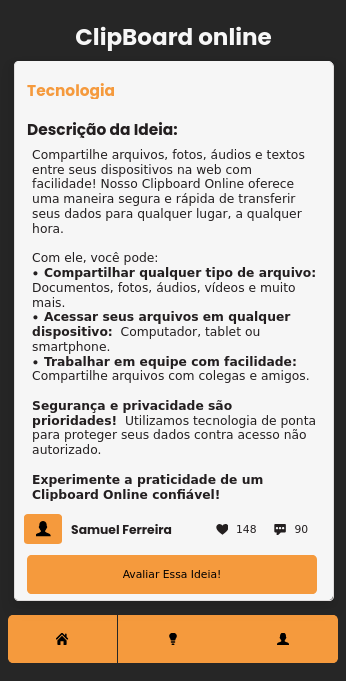 ClipBoard online
Tecnologia
Descrição da Ideia:
Compartilhe arquivos, fotos, áudios e textos
entre seus dispositivos na web com
facilidade! Nosso Clipboard Online oferece
uma maneira segura e rápida de transferir
seus dados para qualquer lugar, a qualquer
hora.
Com ele, você pode:
• Compartilhar qualquer tipo de arquivo:
Documentos, fotos, áudios, vídeos e muito
mais.
• Acessar seus arquivos em qualquer
dispositivo: Computador, tablet ou
smartphone.
• Trabalhar em equipe com facilidade:
Compartilhe arquivos com colegas e amigos.
Segurança e privacidade são
prioridades! Utilizamos tecnologia de ponta
para proteger seus dados contra acesso não
autorizado.
Experimente a praticidade de um
Clipboard Online confiável!
Samuel Ferreira 148 90
Avaliar Essa Ideia!